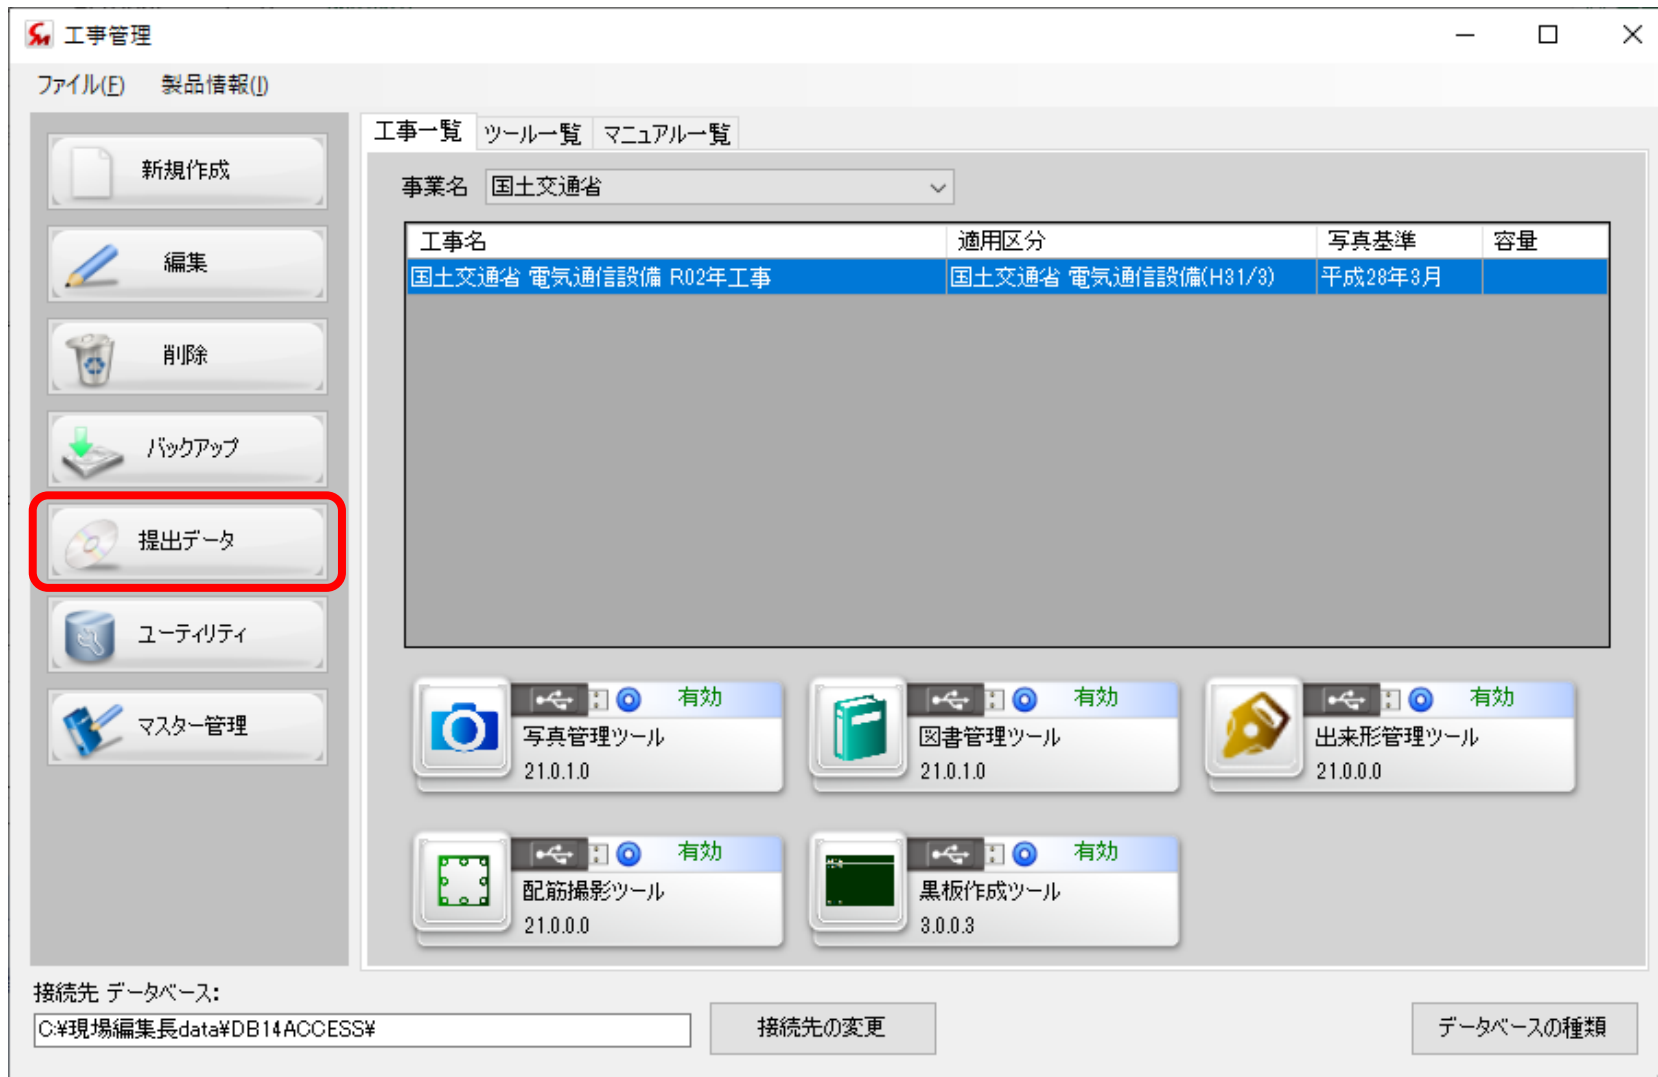 工事管理
ファイル(F) 製品情報(I)
新規作成
編集
削除
バックアップ
提出データ
ユーティリティ
マスター管理
工事一覧 ツール一覧 マニュアル一覧
事業名 国土交通省
工事名 適用区分 写真基準 容量
国土交通省 電気通信設備 R02年工事 国土交通省 電気通信設備(H31/3) 平成28年3月
有効
写真管理ツール
21.0.1.0
有効
図書管理ツール
21.0.1.0
有効
出来形管理ツール
21.0.0.0
有効
配筋撮影ツール
21.0.0.0
有効
黒板作成ツール
3.0.0.3
接続先 データベース:
C:¥現場編集長data¥DB14ACCESS¥
接続先の変更
データベースの種類